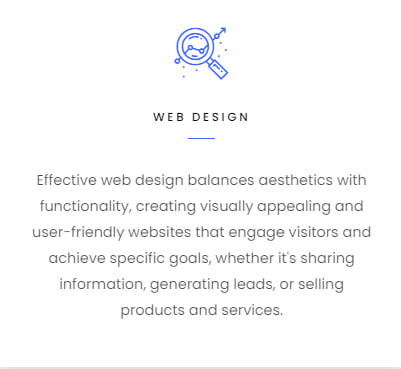 WEB DESIGN
Effective web design balances aesthetics with
functionality, creating visually appealing and
user-friendly websites that engage visitors and
achieve specific goals, whether it's sharing
information, generating leads, or selling
products and services.